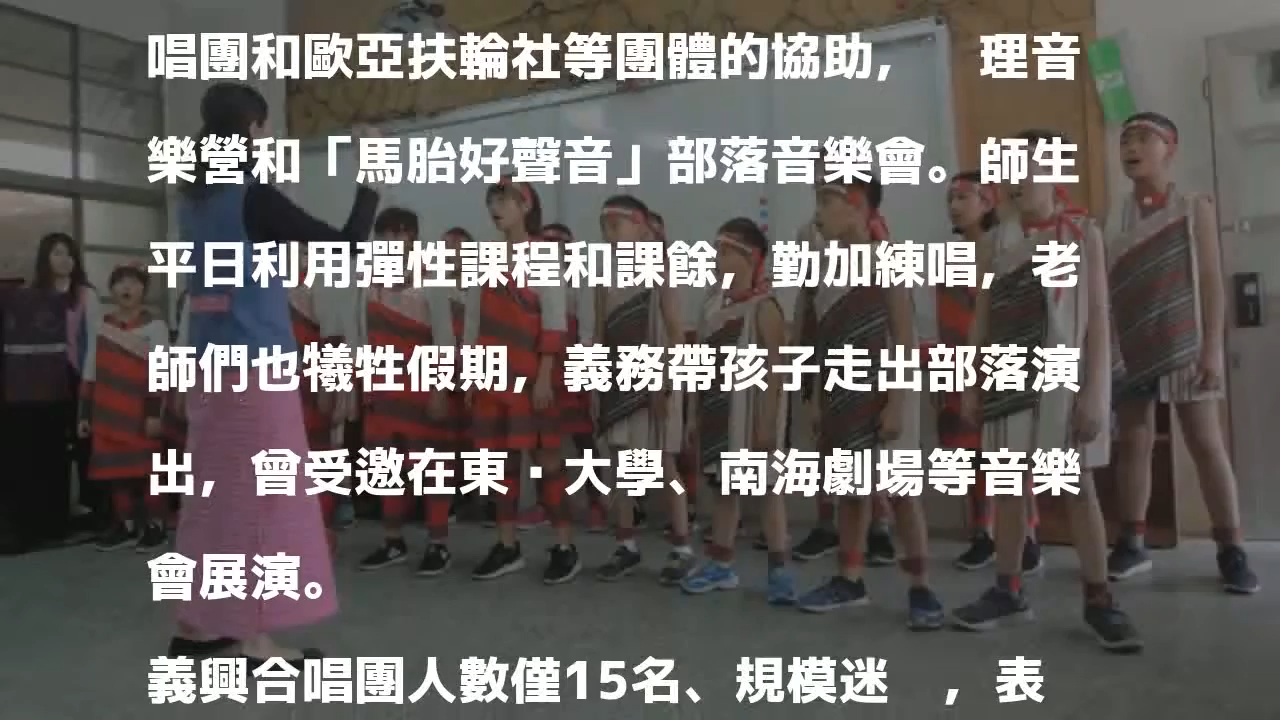 唱團和歐亞扶輪社等團體的協助，　理音
樂營和「馬胎好聲音」部落音樂會。師生
平日利用彈性課程和課餘，勤加練唱，老
師們也犧牲假期，義務帶孩子走出部落演
出，曾受邀在東▪大學、南海劇場等音樂
會展演。
義興合唱團人數僅15名、規模迷　，表